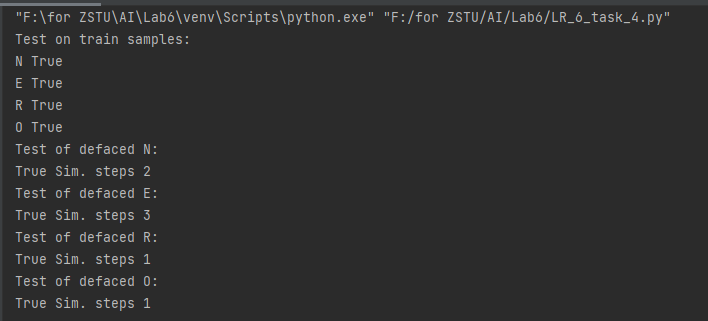 "F:\for ZSTU\AI\Lab6\venv\Scripts\python.exe" "F:/for ZSTU/AI/Lab6/LR_6_task_4.py"
Test on train samples:
N True
E True
R True
O True
Test of defaced N:
True Sim. steps 2
Test of defaced E:
True Sim. steps 3
Test of defaced R:
True Sim. steps 1
Test of defaced O:
True Sim. steps 1